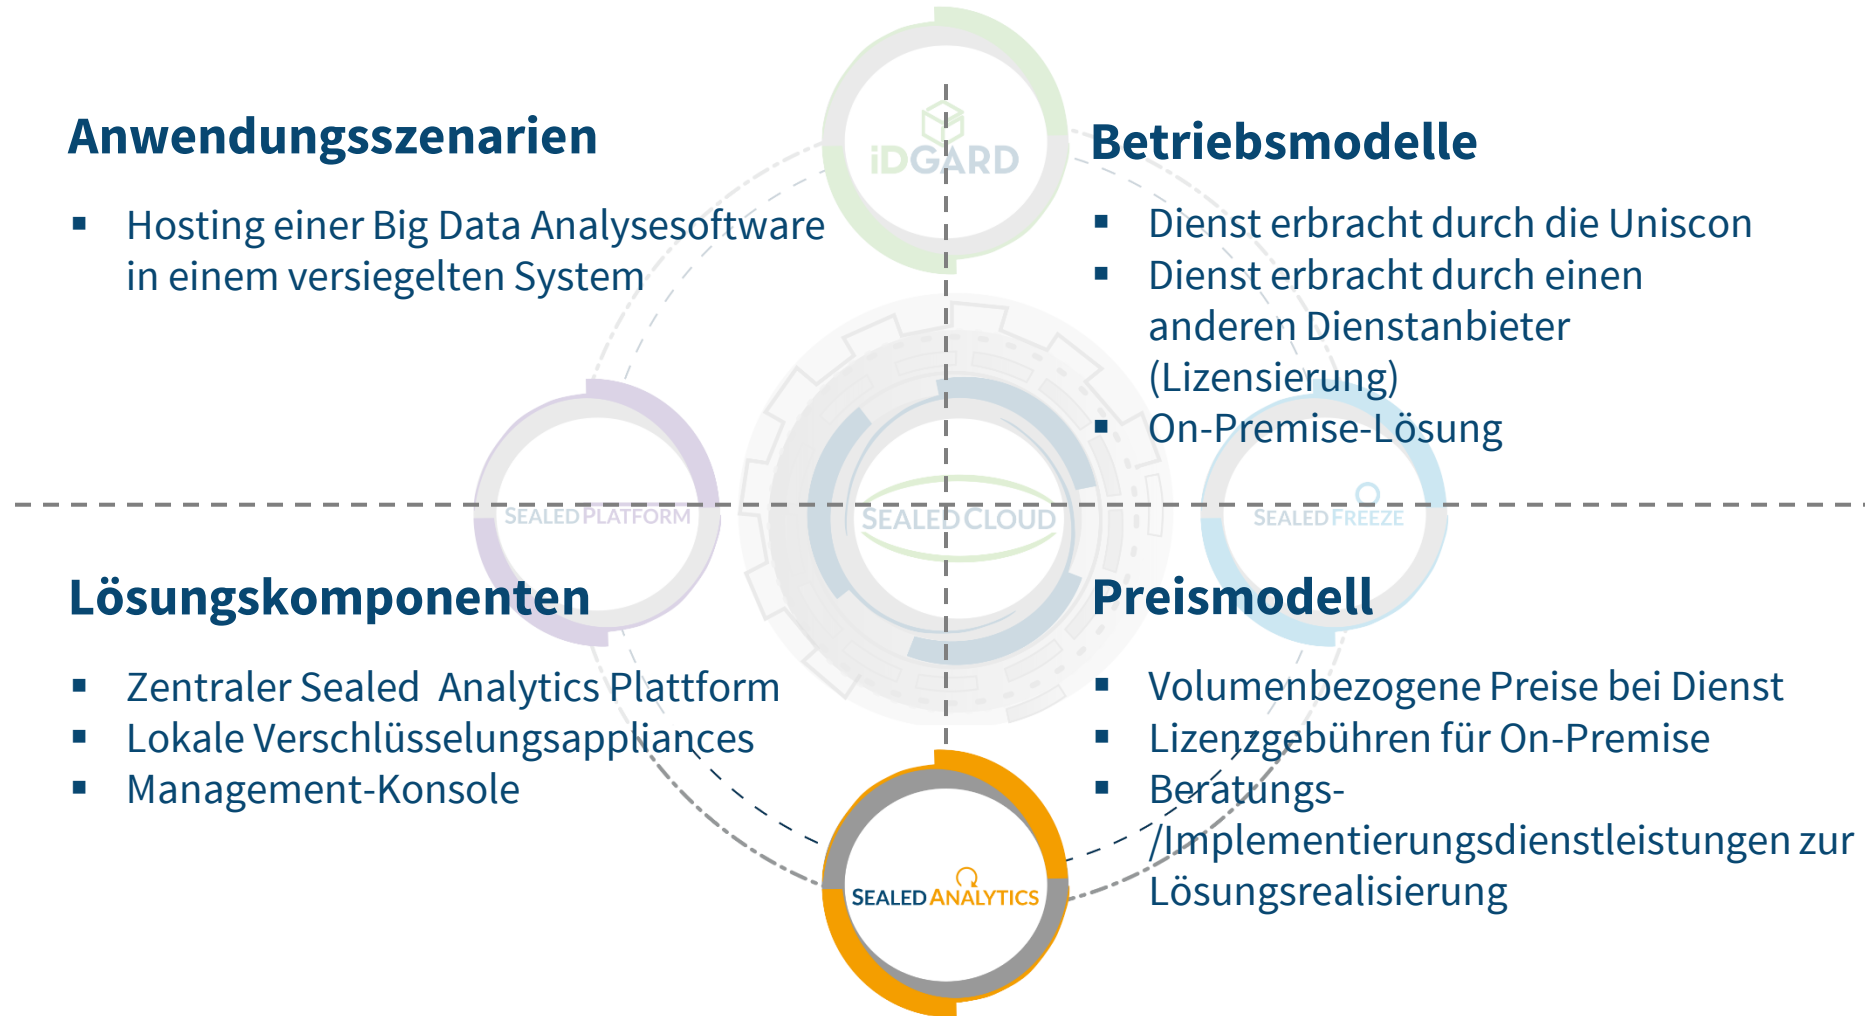 iDGARD
Anwendungsszenarien
▪ Hosting einer Big Data Analysesoftware
in einem versiegelten System
Betriebsmodelle
▪ Dienst erbracht durch die Uniscon
▪ Dienst erbracht durch einen
anderen Dienstanbieter
(Lizensierung)
▪ On-Premise-Lösung
SEALED PLATFORM
SEALED CLOUD
SEALED FREEZE
Lösungskomponenten
▪ Zentraler Sealed  Analytics Plattform
▪ Lokale Verschlüsselungsappliances
▪ Management-Konsole
Preismodell
▪ Volumenbezogene Preise bei Dienst
▪ Lizenzgebühren für On-Premise
▪ Beratungs-
/Implementierungsdienstleistungen zur
Lösungsrealisierung
SEALED ANALYTICS